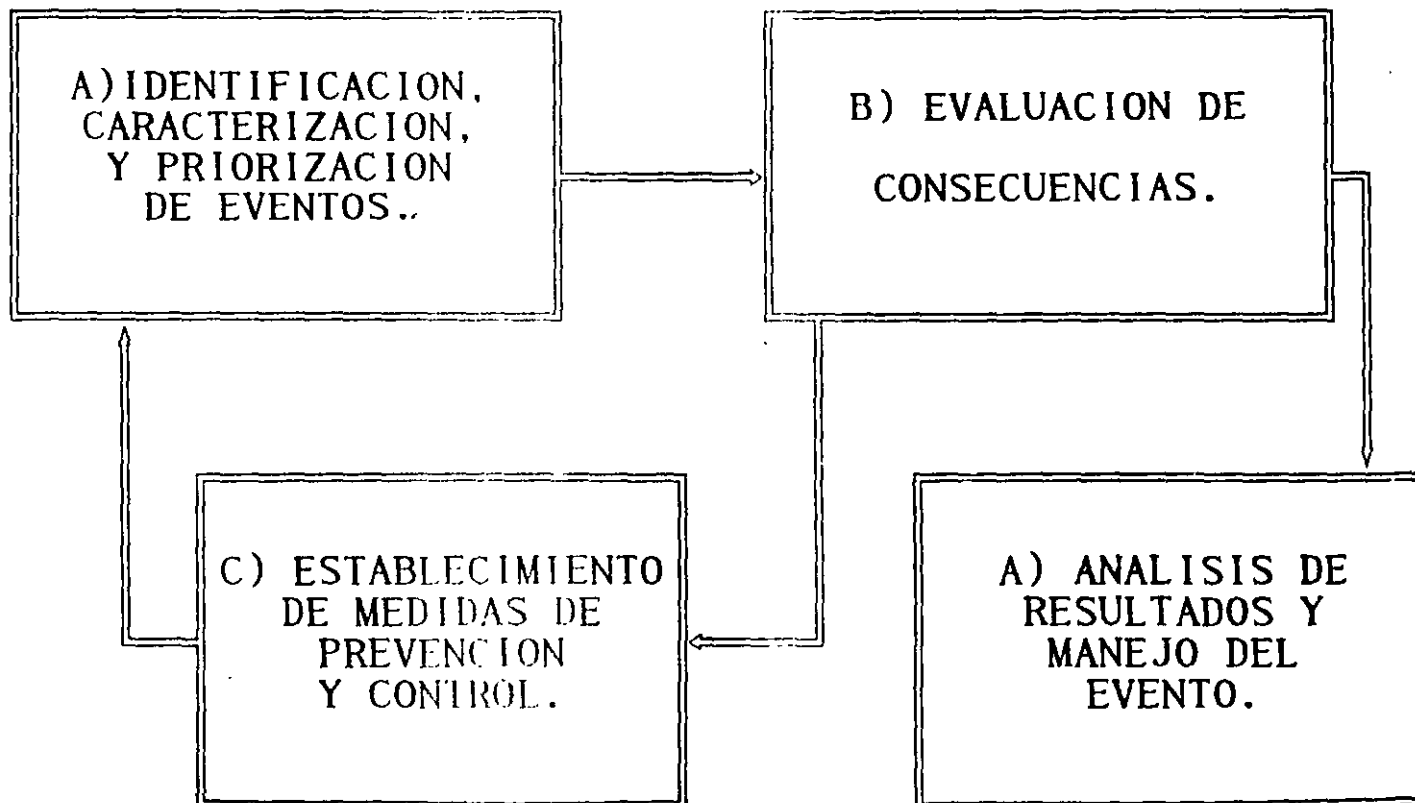 A)IDENTIFICACION,
CARACTERIZACION,
Y PRIORIZACION
DE EVENTOS..
B) EVALUACION DE
CONSECUENCIAS.
C) ESTABLECIMIENTO
DE MEDIDAS DE
PREVENCION
Y CONTROL.
A) ANALISIS DE
RESULTADOS Y
MANEJO DEL
EVENTO.